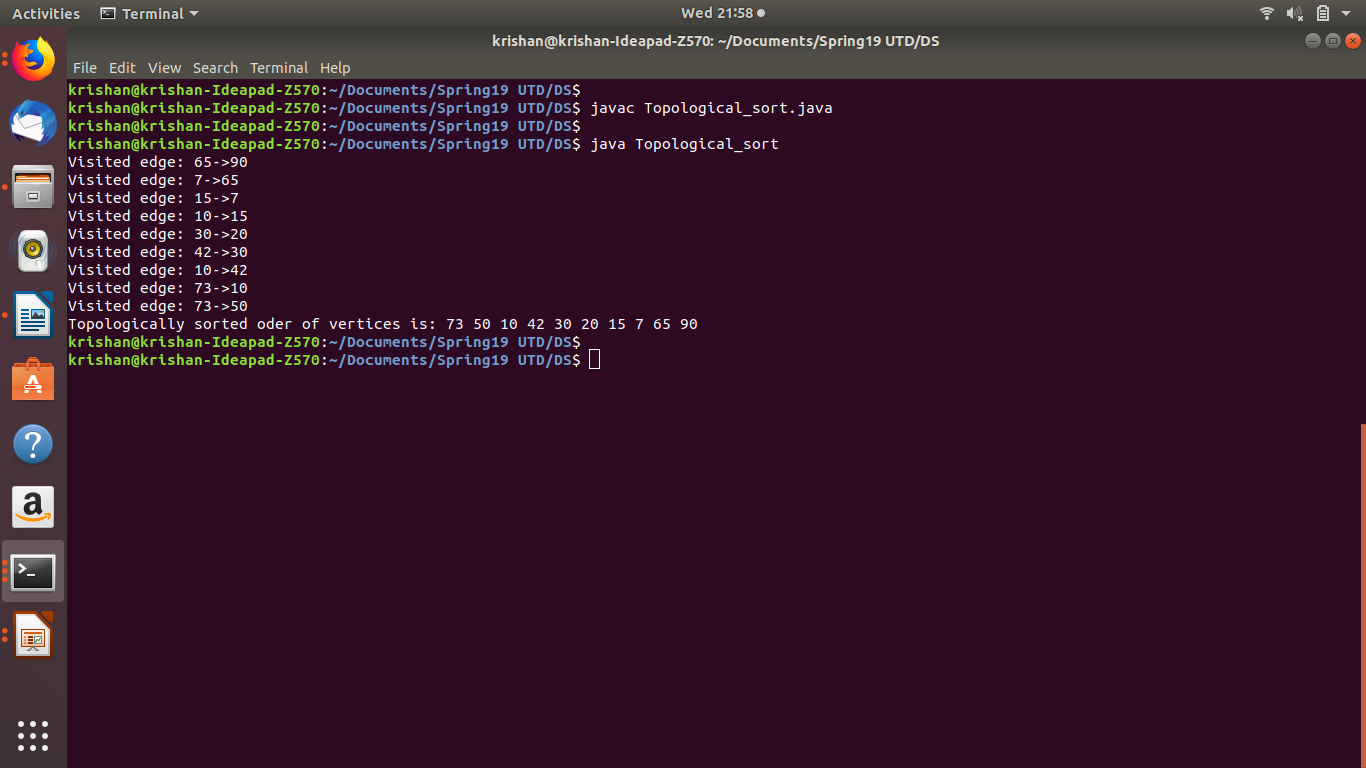 Activities Terminal Wed 21:58
krishan@krishan-Ideapad-Z570: ~/Documents/Spring19 UTD/DS
File Edit View Search Terminal Help
krishan@krishan-Ideapad-Z570:~/Documents/Spring19 UTD/DS$
krishan@krishan-Ideapad-Z570:~/Documents/Spring19 UTD/DS$ javac Topological_sort.java
krishan@krishan-Ideapad-Z570:~/Documents/Spring19 UTD/DS$
krishan@krishan-Ideapad-Z570:~/Documents/Spring19 UTD/DS$ java Topological_sort
Visited edge: 65->90
Visited edge: 7->65
Visited edge: 15->7
Visited edge: 10->15
Visited edge: 30->20
Visited edge: 42->30
Visited edge: 10->42
Visited edge: 73->10
Visited edge: 73->50
Topologically sorted oder of vertices is: 73 50 10 42 30 20 15 7 65 90
krishan@krishan-Ideapad-Z570:~/Documents/Spring19 UTD/DS$
krishan@krishan-Ideapad-Z570:~/Documents/Spring19 UTD/DS$